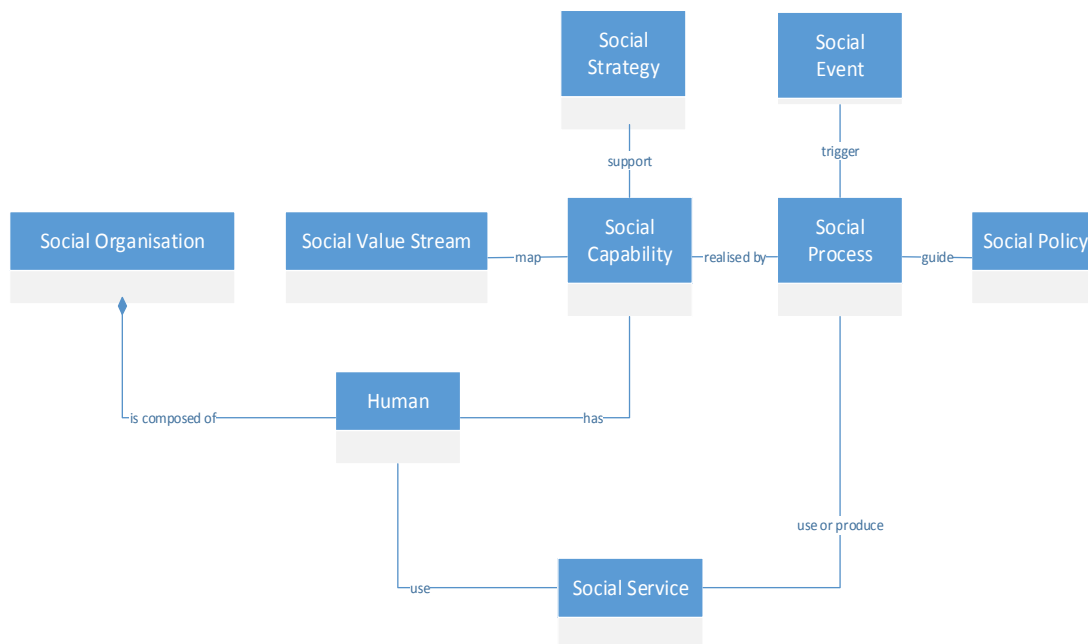 Social
Strategy
Social
Event
support
trigger
Social Organisation
Social Value Stream
map
Social
Capability
realised by
Social
Process
guide
Social Policy
Human
is composed of
has
use or produce
use
Social Service